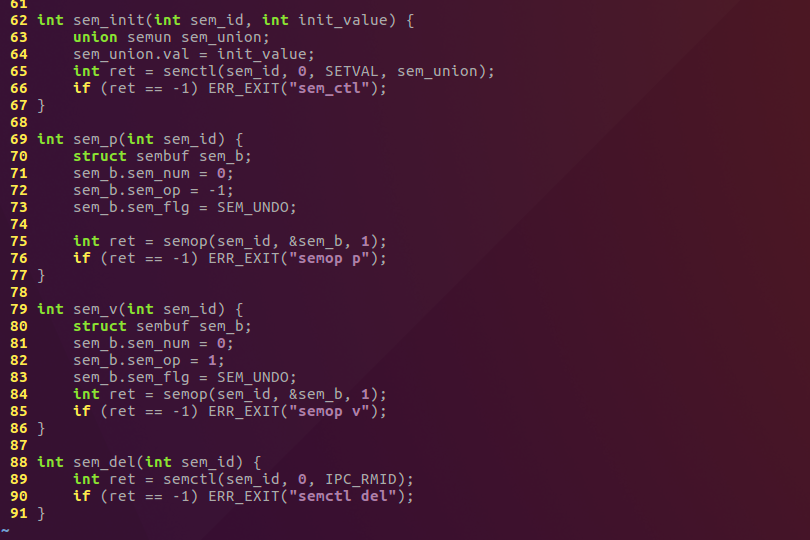 61
62 int sem_init(int sem_id, int init_value) {
63     union semun sem_union;
64     sem_union.val = init_value;
65     int ret = semctl(sem_id, 0, SETVAL, sem_union);
66     if (ret == -1) ERR_EXIT("sem_ctl");
67 }
68
69 int sem_p(int sem_id) {
70     struct sembuf sem_b;
71     sem_b.sem_num = 0;
72     sem_b.sem_op = -1;
73     sem_b.sem_flg = SEM_UNDO;
74
75     int ret = semop(sem_id, &sem_b, 1);
76     if (ret == -1) ERR_EXIT("semop p");
77 }
78
79 int sem_v(int sem_id) {
80     struct sembuf sem_b;
81     sem_b.sem_num = 0;
82     sem_b.sem_op = 1;
83     sem_b.sem_flg = SEM_UNDO;
84     int ret = semop(sem_id, &sem_b, 1);
85     if (ret == -1) ERR_EXIT("semop v");
86 }
87
88 int sem_del(int sem_id) {
89     int ret = semctl(sem_id, 0, IPC_RMID);
90     if (ret == -1) ERR_EXIT("semctl del");
91 }
~